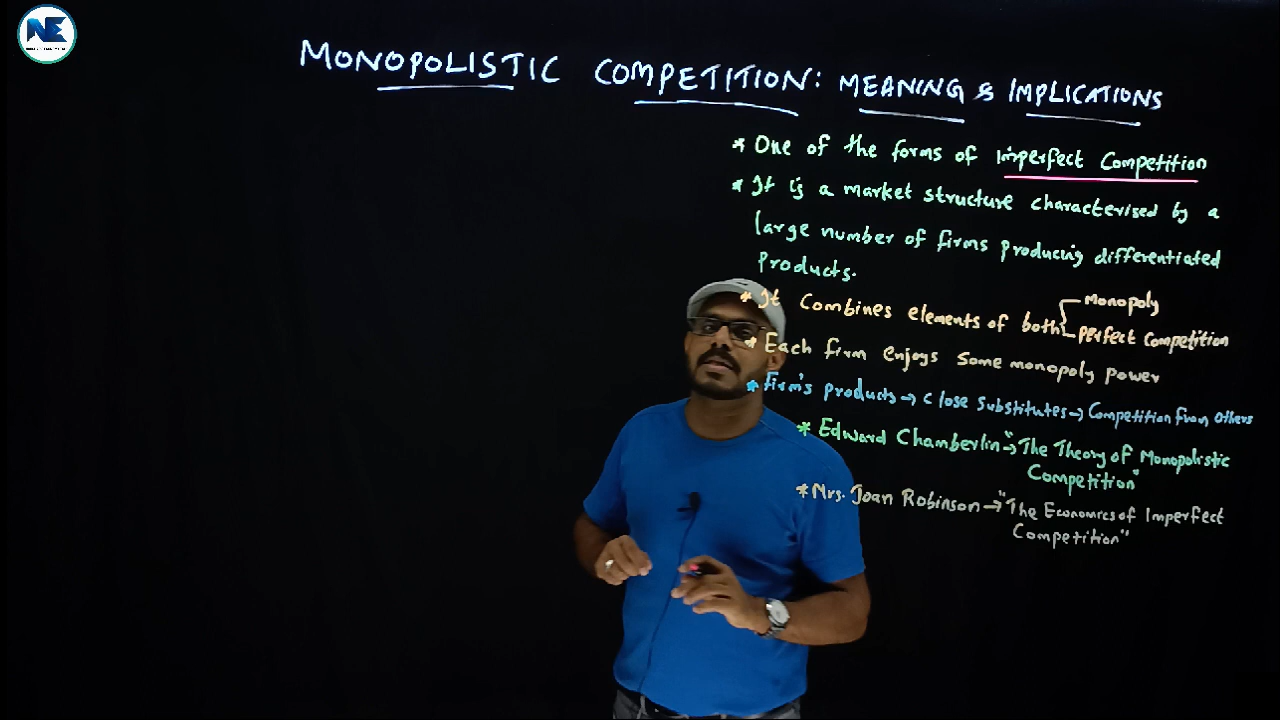 NE
MONOPOLISTIC COMPETITION: MEANING & IMPLICATIONS
* One of the forms of Imperfect Competition
* It is a market structure characterised by a
large number of firms producing differentiated
Products.
* It Combines elements of both Monopoly
Perfect Competition
* Each firm enjoys some monopoly power
* Firm's products → Close Substitutes → Competition from others
* Edward Chamberlin → "The Theory of Monopolistic
Competition"
* Mrs. Joan Robinson → "The Economics of Imperfect
Competition"